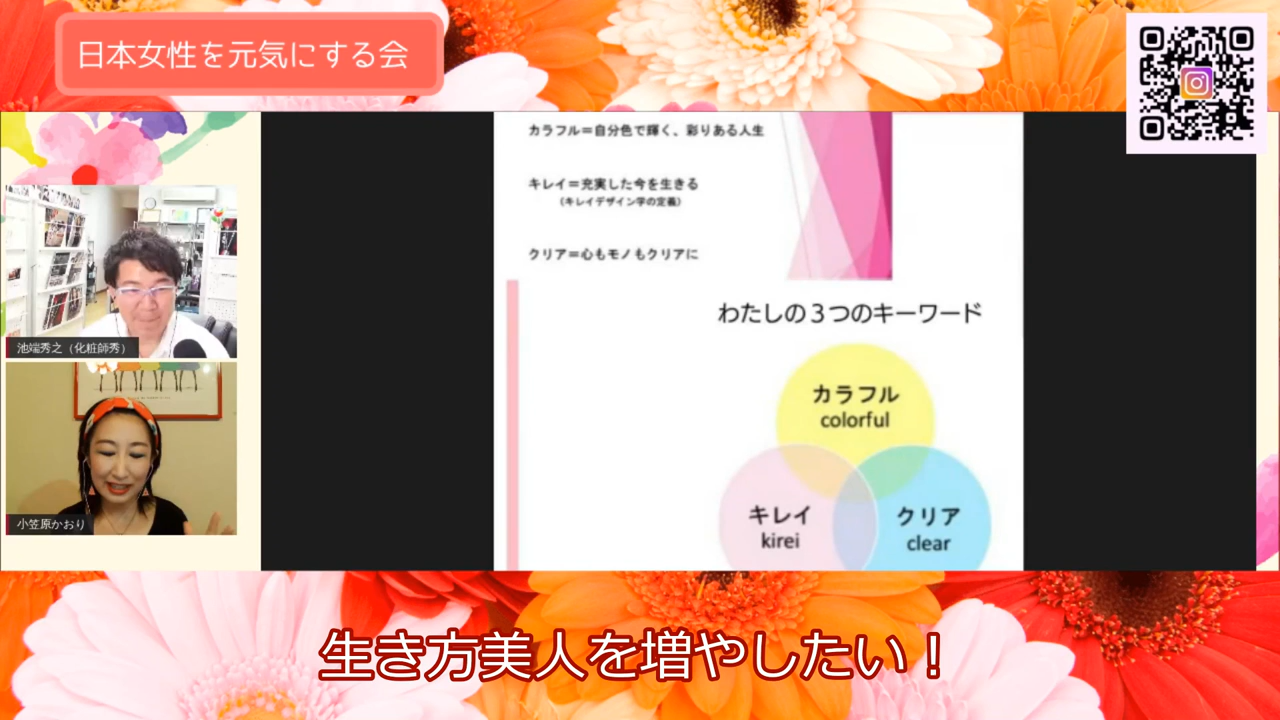 日本女性を元気にする会
カラフル＝自分色で輝く、彩りある人生
キレイ＝充実した今を生きる
（キレイデザイン学の定義）
クリア＝心もモノもクリアに
わたしの３つのキーワード
カラフル
colorful
キレイ
kirei
クリア
clear
池端秀之（化粧師秀）
小笠原かおり
生き方美人を増やしたい！